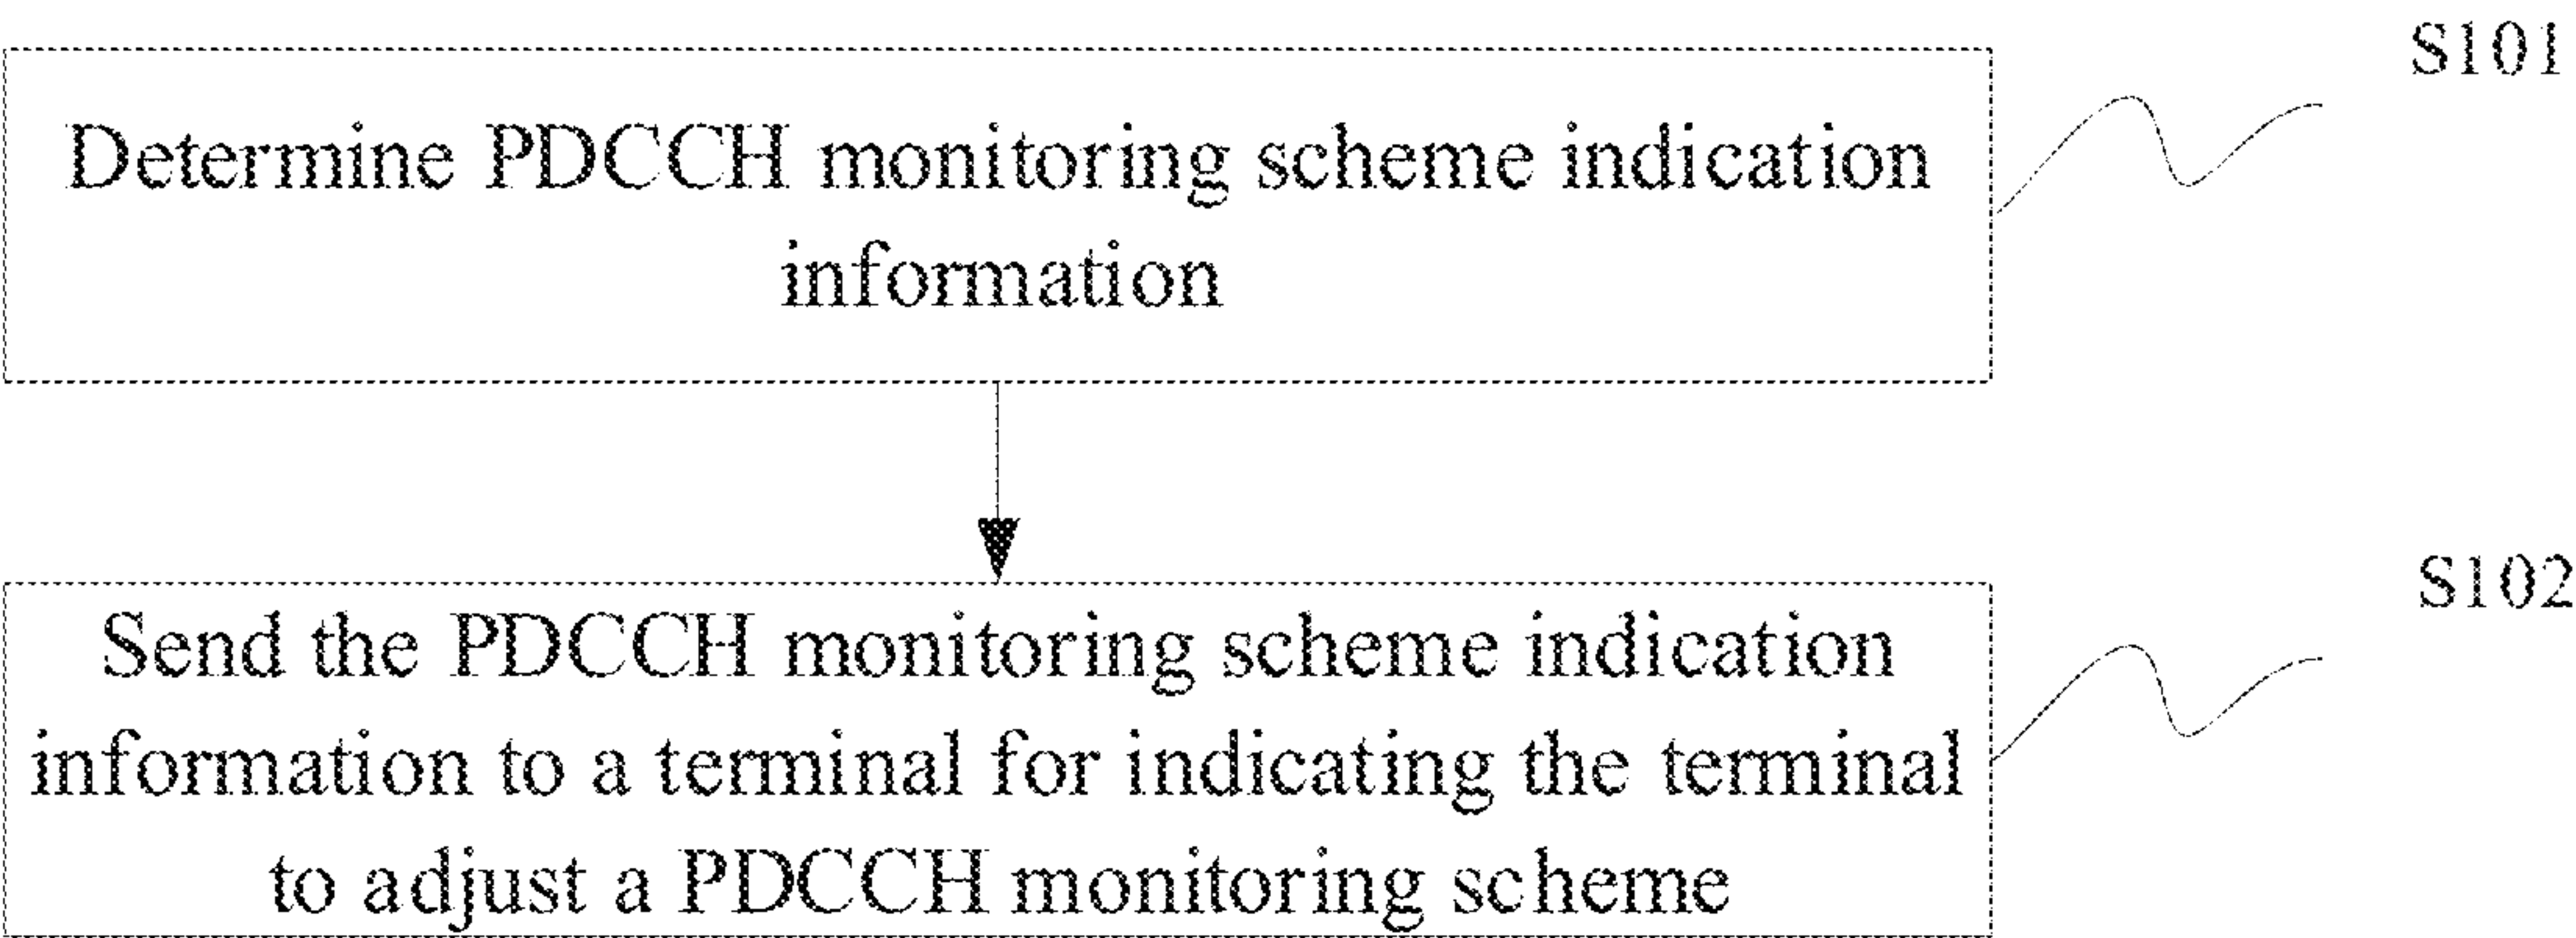 S101
Determine PDCCH monitoring scheme indication
information
S102
Send the PDCCH monitoring scheme indication
information to a terminal for indicating the terminal
to adjust a PDCCH monitoring scheme